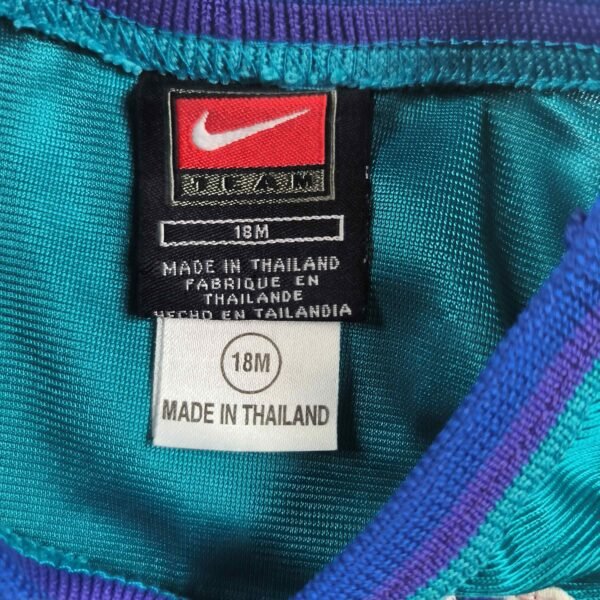 TEAM
18M
MADE IN THAILAND
FABRIQUE EN
THAILANDE
HECHO EN TAILANDIA
18M
MADE IN THAILAND